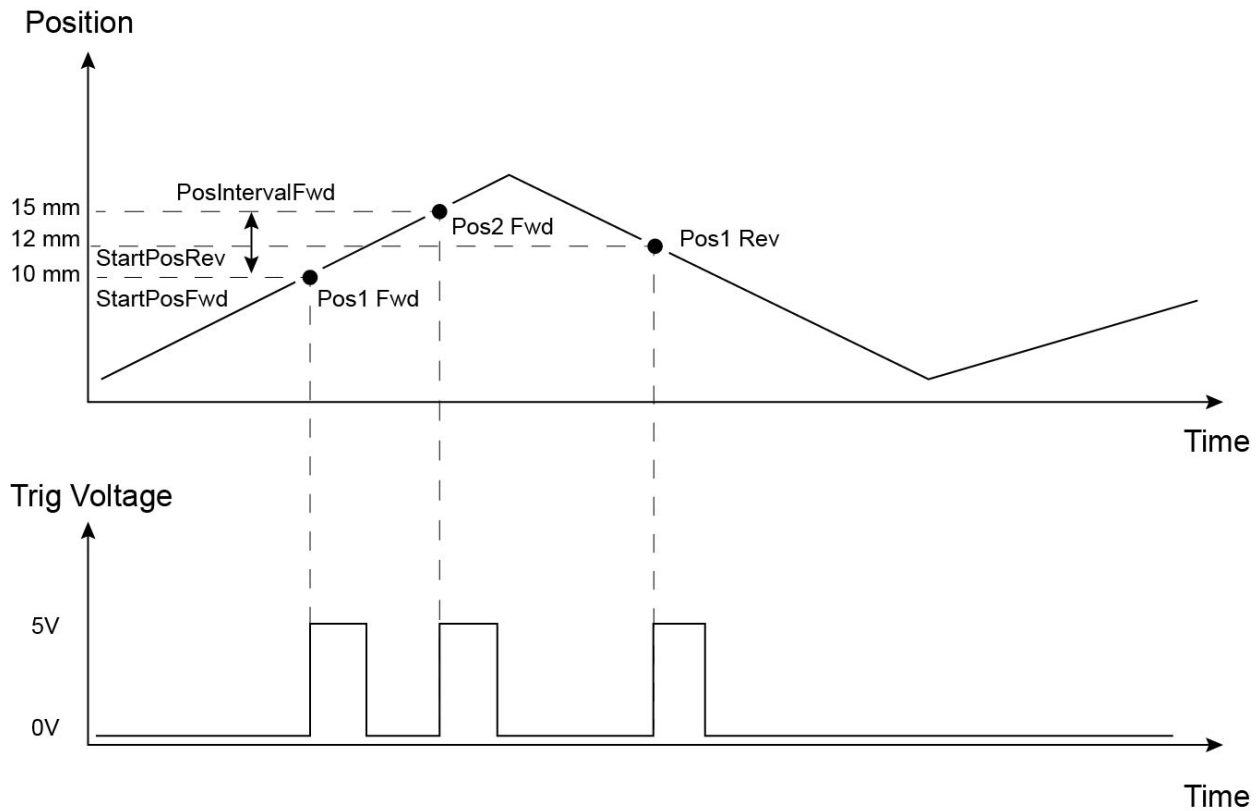 Position
PosIntervalFwd
15 mm
Pos2 Fwd
12 mm
Pos1 Rev
StartPosRev
10 mm
StartPosFwd
Pos1 Fwd
Time
Trig Voltage
5V
0V
Time